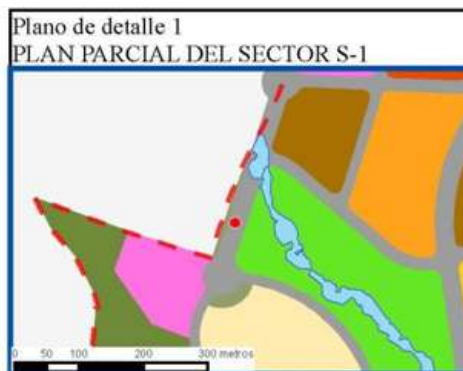 Plano de detalle 1
PLAN PARCIAL DEL SECTOR S-1
0 50 100 200 300 metros